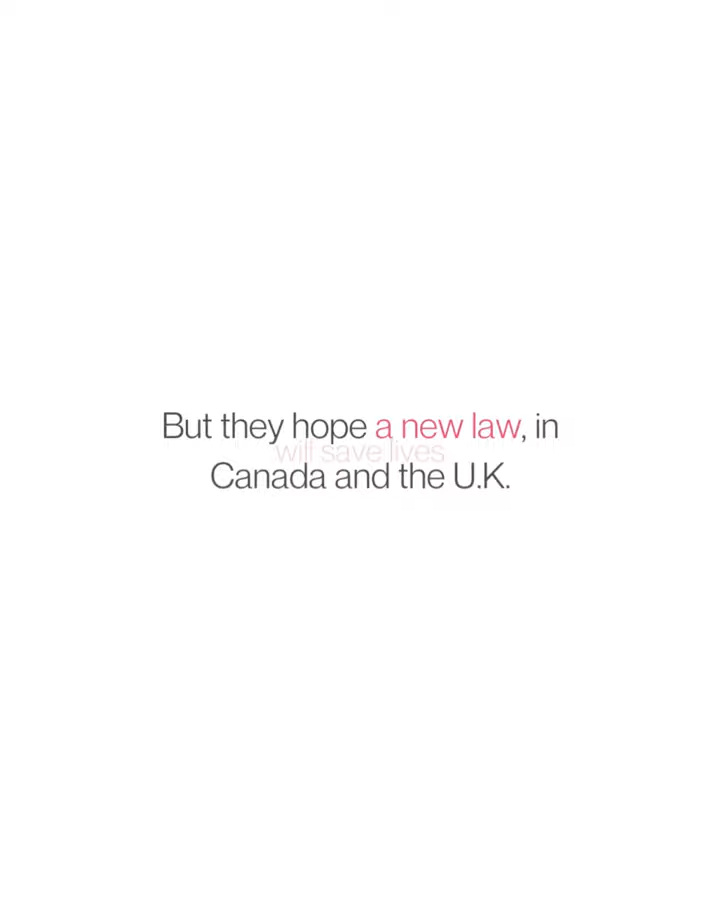 But they hope a new law, in
will save lives
Canada and the U.K.